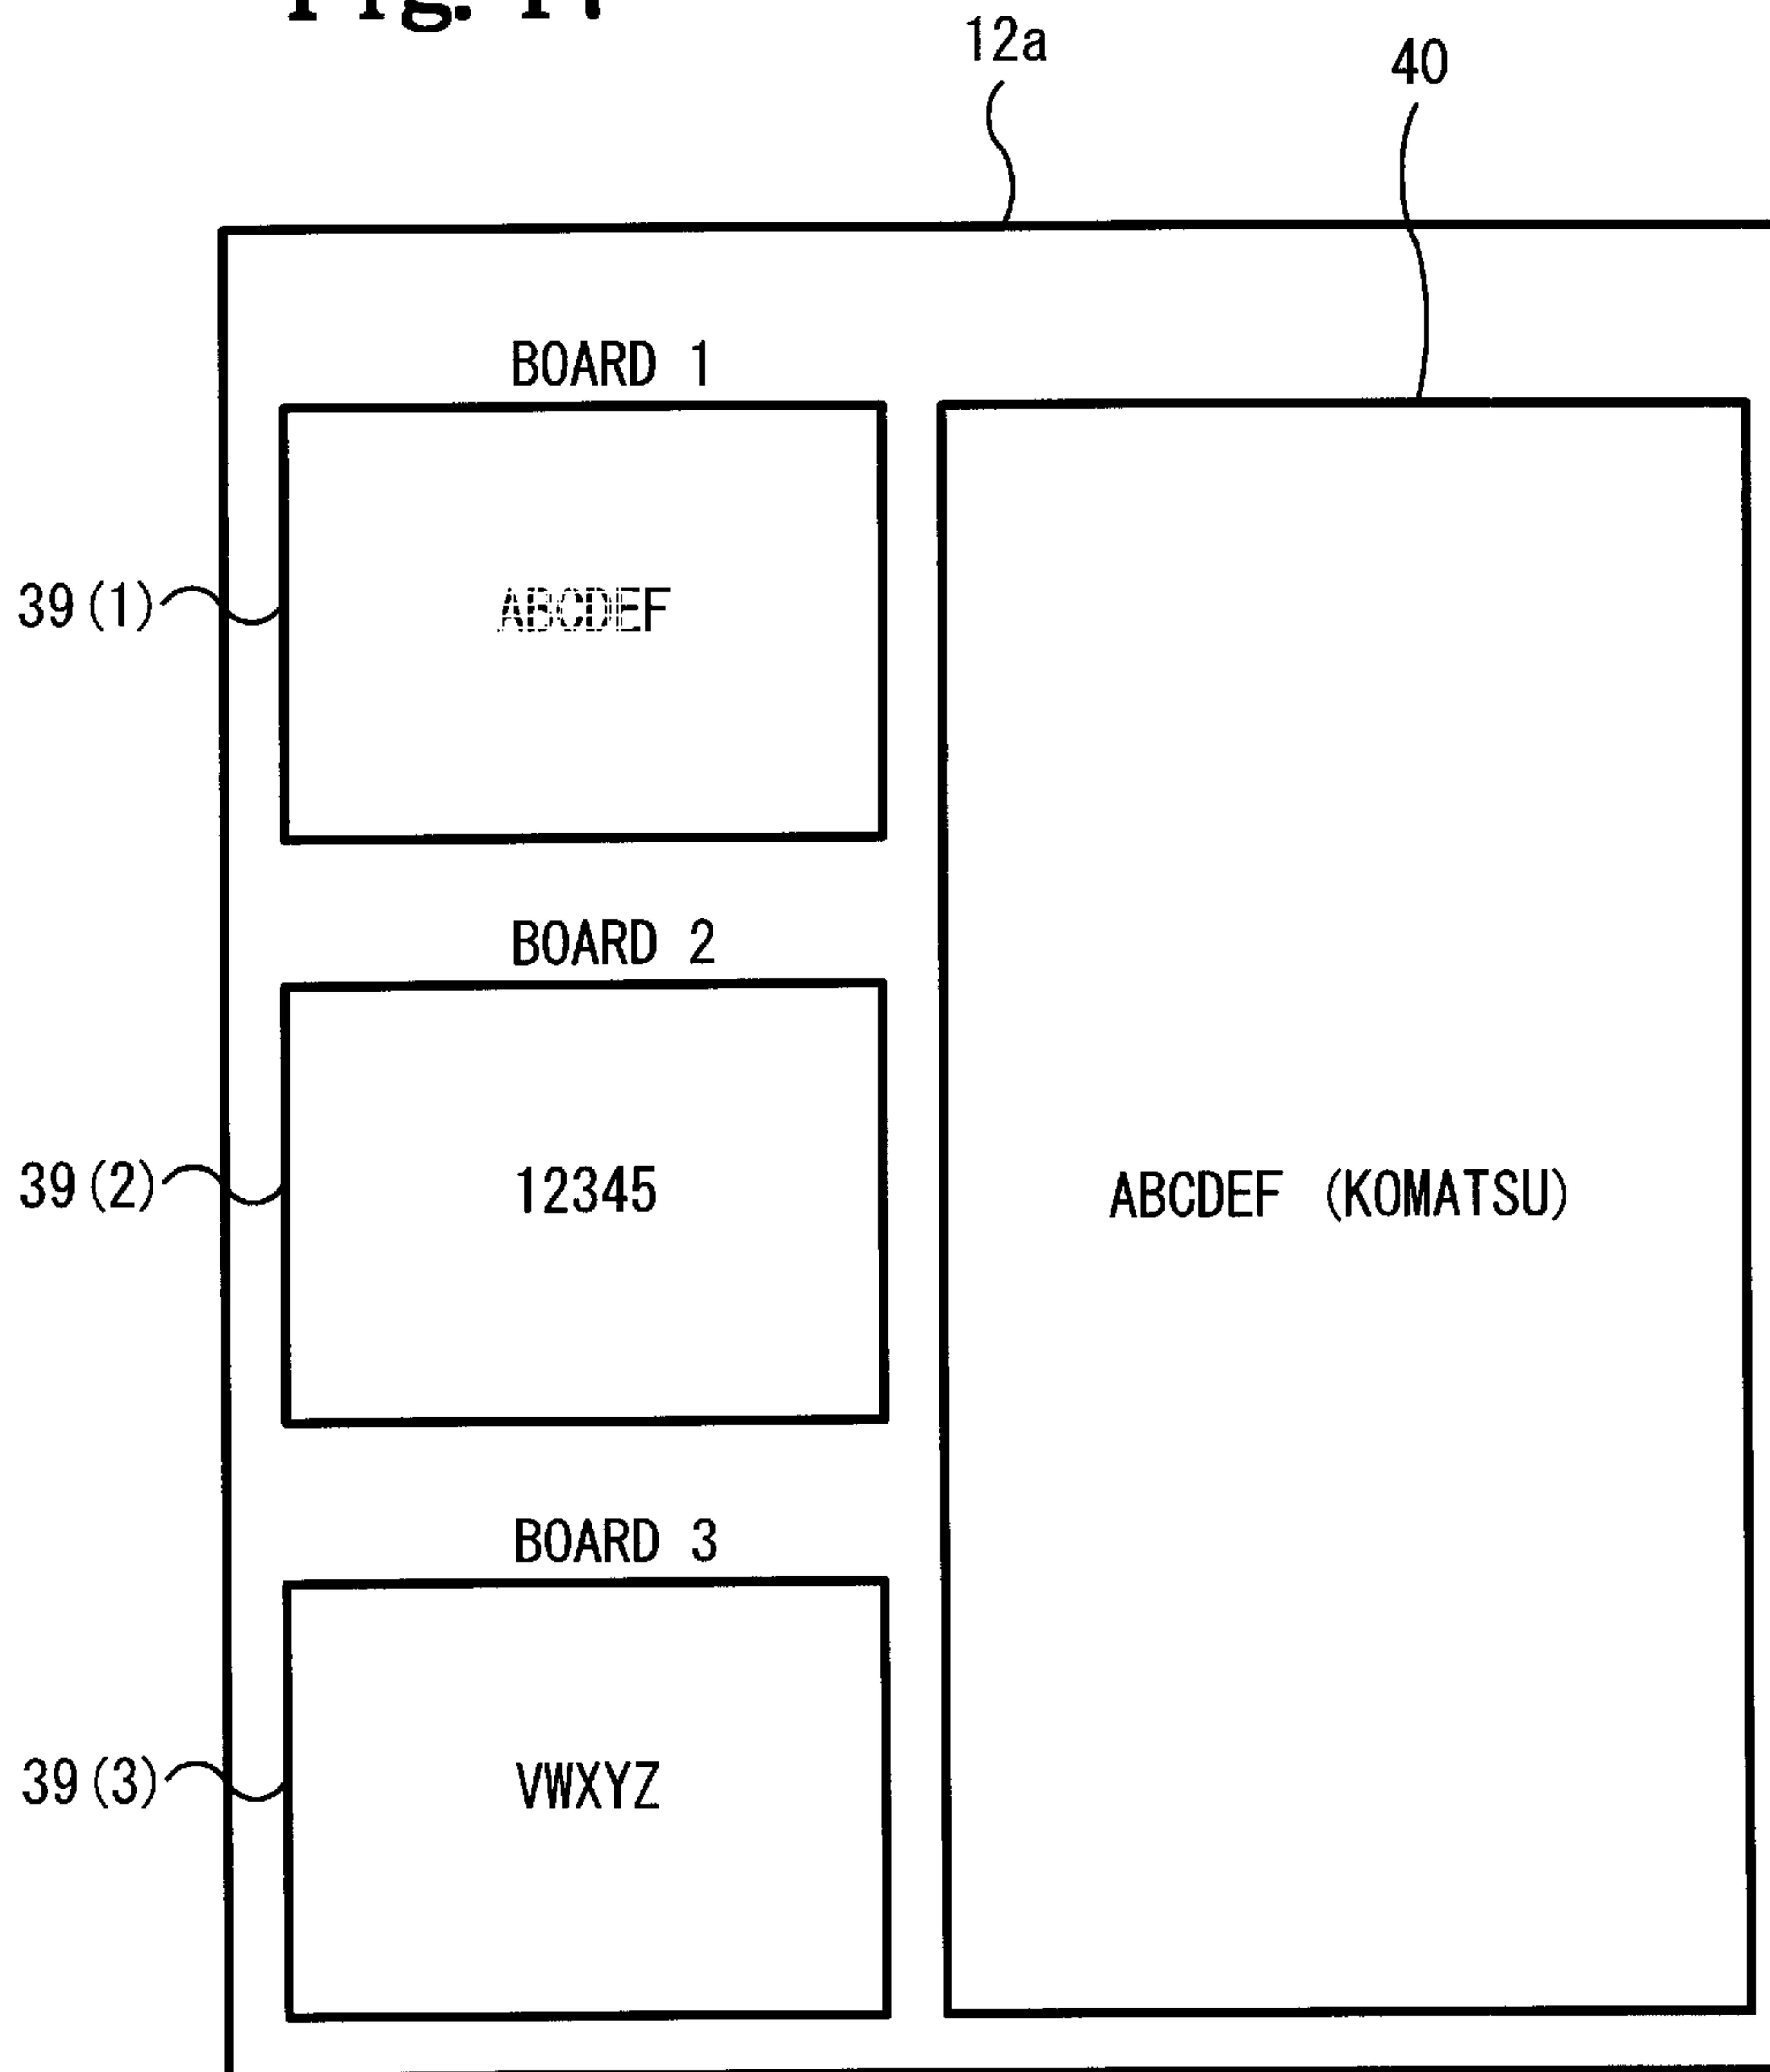 12a
40
BOARD 1
39(1)
ABCDEF
BOARD 2
39(2)
12345
ABCDEF (KOMATSU)
BOARD 3
39(3)
VWXYZ